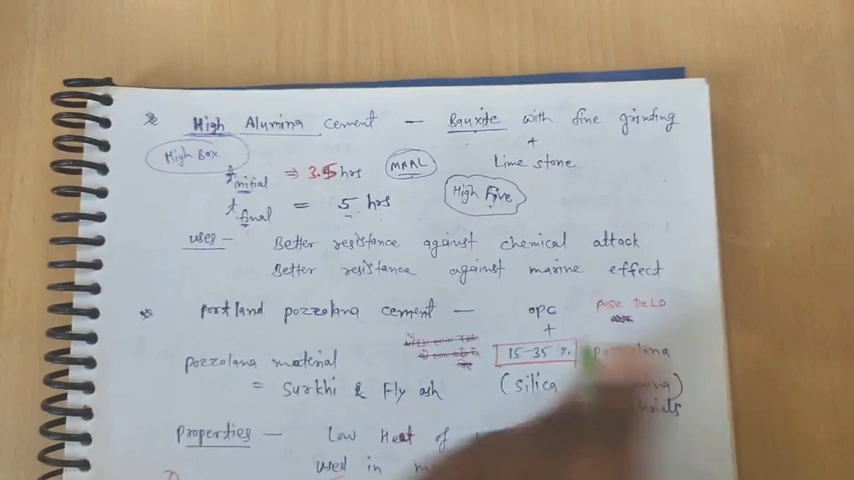 * High Alumina cement — Bauxite with fine grinding
+
High Box
Lime stone
t initial ⇒ 3.5 hrs MAAL
High Five
t final = 5 hrs
uses — Better resistance against chemical attack
Better resistance against marine effect
* Portland pozzolana cement — OPC
+
Pozzolana material 15-35 %.
= Surkhi & Fly ash (Silica
Properties — Low Heat of
used in